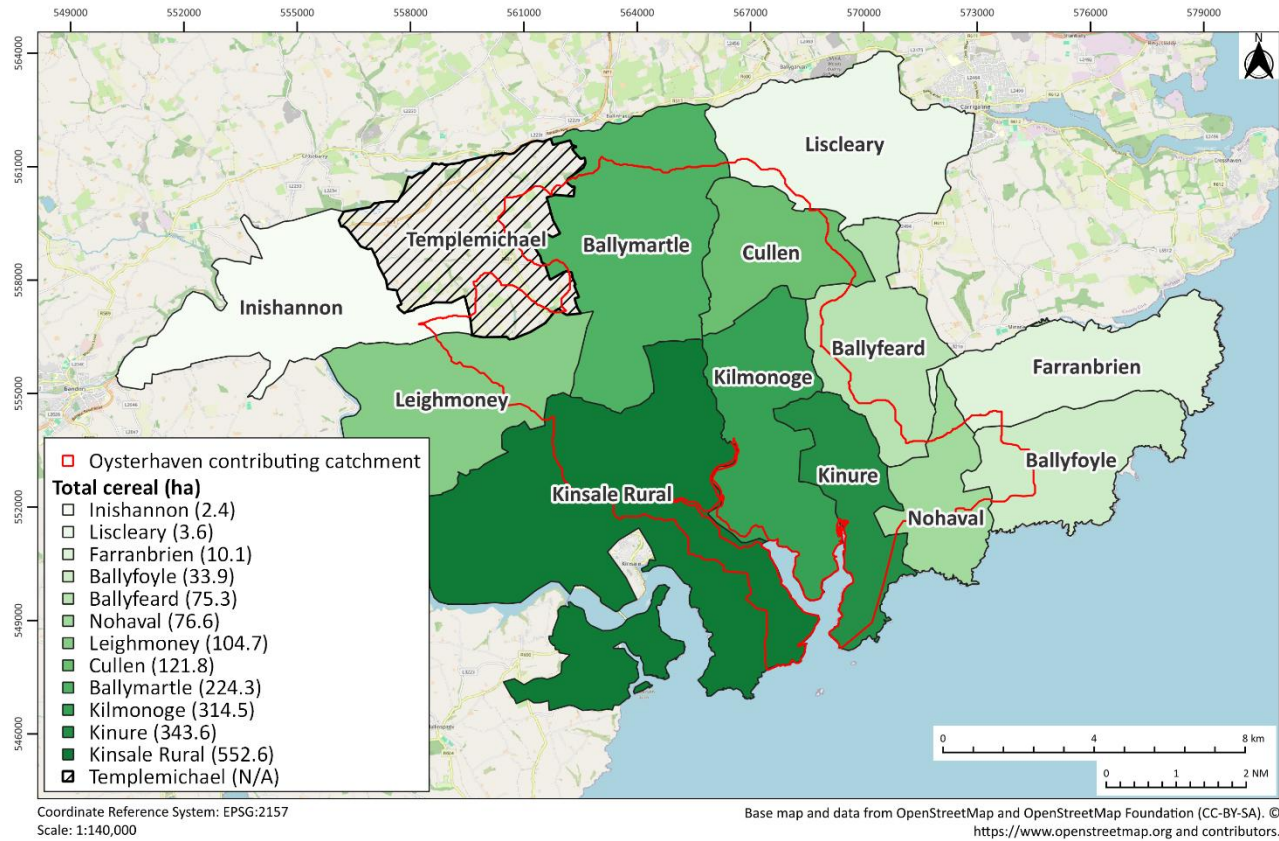 549000 552000 555000 558000 561000 564000 567000 570000 573000 576000 579000
564000
561000
558000
555000
552000
549000
546000
N
Liscleary
Templemichael
Ballymartle
Cullen
Inishannon
Ballyfeard
Farranbrien
Kilmonoge
Leighmoney
Ballyfoyle
Kinure
Kinsale Rural
Nohaval
Oysterhaven contributing catchment
Total cereal (ha)
Inishannon (2.4)
Liscleary (3.6)
Farranbrien (10.1)
Ballyfoyle (33.9)
Ballyfeard (75.3)
Nohaval (76.6)
Leighmoney (104.7)
Cullen (121.8)
Ballymartle (224.3)
Kilmonoge (314.5)
Kinure (343.6)
Kinsale Rural (552.6)
Templemichael (N/A)
0 4 8 km
0 1 2 NM
Coordinate Reference System: EPSG:2157
Scale: 1:140,000
Base map and data from OpenStreetMap and OpenStreetMap Foundation (CC-BY-SA). ©
https://www.openstreetmap.org and contributors.